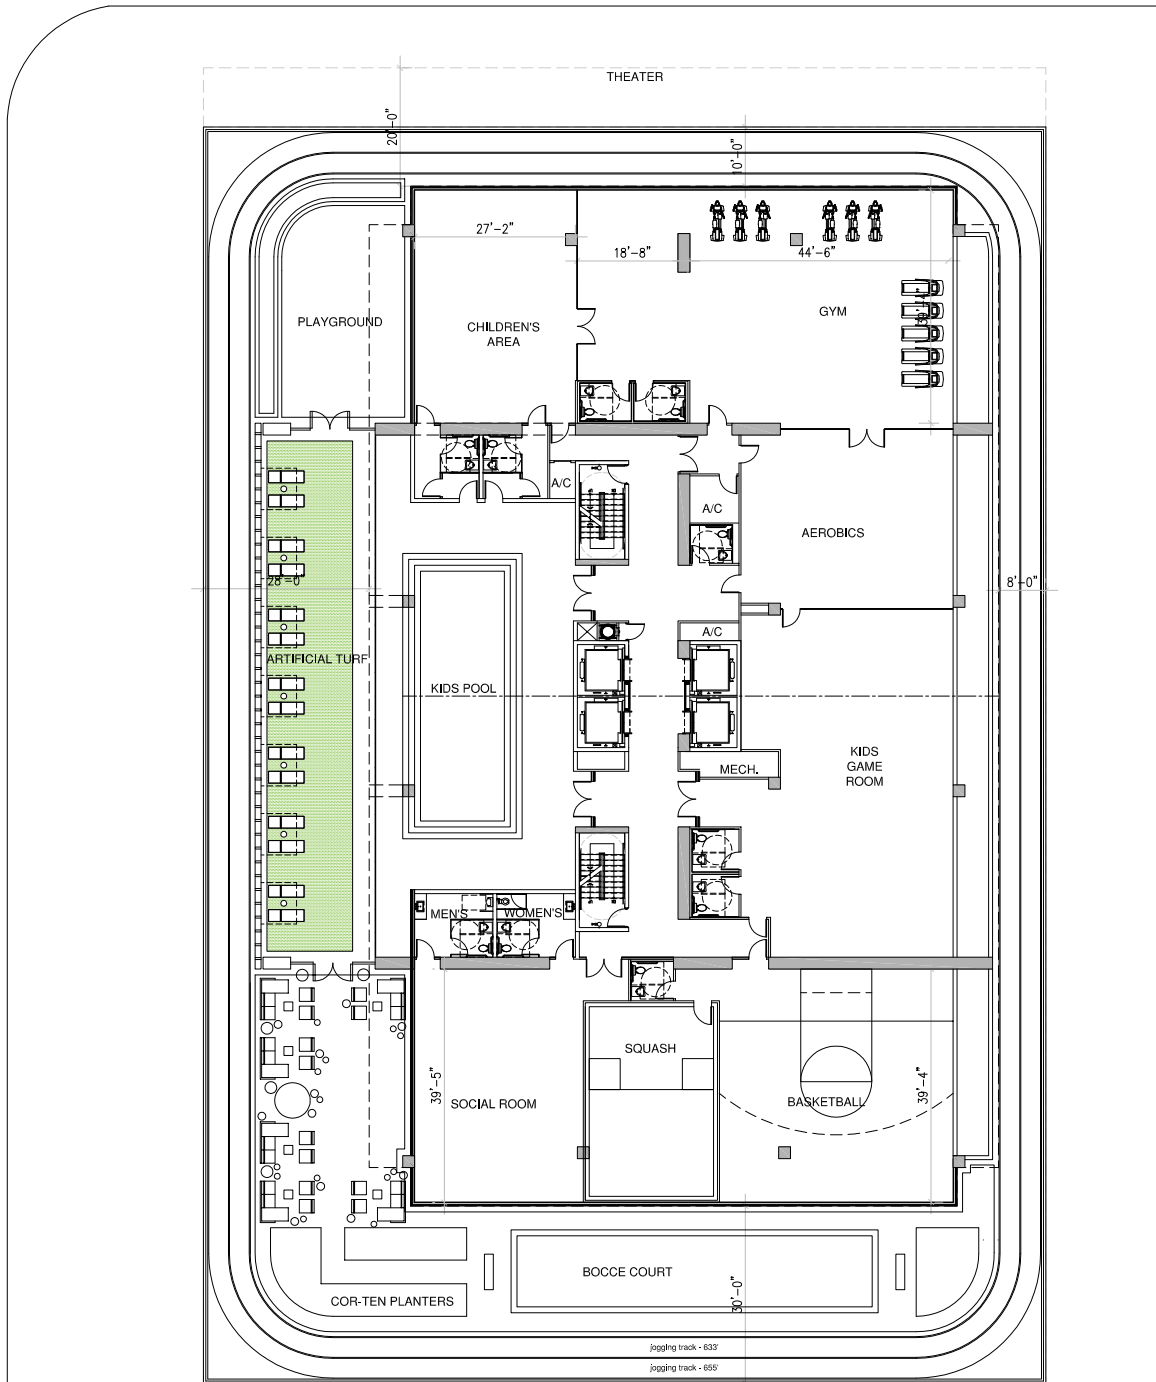 THEATER
20'-0"
10'-0"
27'-2"
18'-8"
44'-6"
39'-4"
GYM
PLAYGROUND
CHILDREN'S
AREA
A/C
A/C
AEROBICS
28'-0"
8'-0"
A/C
ARTIFICIAL TURF
KIDS POOL
KIDS
GAME
ROOM
MECH.
MEN'S
WOMEN'S
SQUASH
39'-5"
39'-4"
SOCIAL ROOM
BASKETBALL
BOCCE COURT
30'-0"
COR-TEN PLANTERS
jogging track - 633'
jogging track - 655'